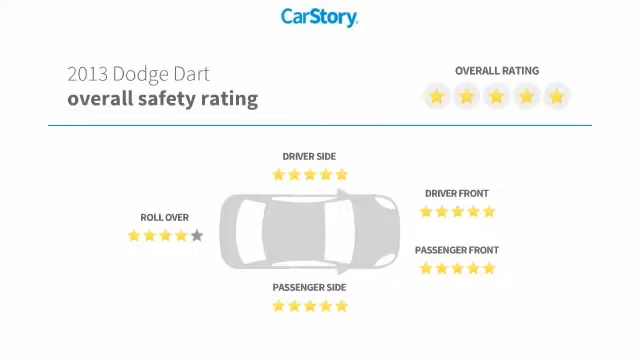 CarStory
2013 Dodge Dart
overall safety rating
OVERALL RATING
DRIVER SIDE
DRIVER FRONT
ROLL OVER
PASSENGER FRONT
PASSENGER SIDE